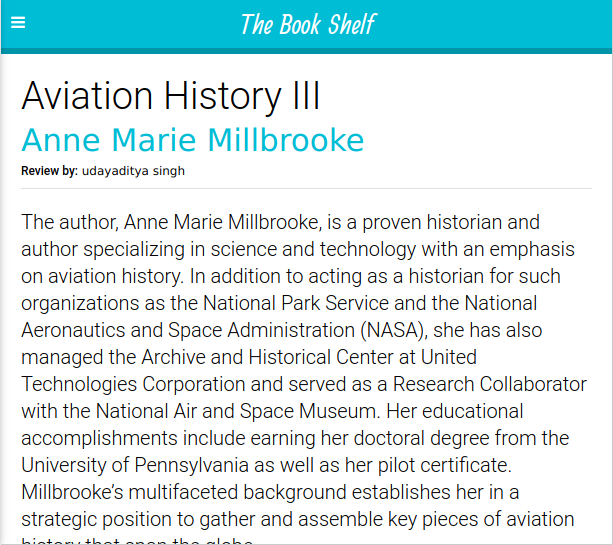 The Book Shelf
Aviation History III
Anne Marie Millbrooke
Review by: udayaditya singh
The author, Anne Marie Millbrooke, is a proven historian and
author specializing in science and technology with an emphasis
on aviation history. In addition to acting as a historian for such
organizations as the National Park Service and the National
Aeronautics and Space Administration (NASA), she has also
managed the Archive and Historical Center at United
Technologies Corporation and served as a Research Collaborator
with the National Air and Space Museum. Her educational
accomplishments include earning her doctoral degree from the
University of Pennsylvania as well as her pilot certificate.
Millbrooke’s multifaceted background establishes her in a
strategic position to gather and assemble key pieces of aviation
history that span the globe.